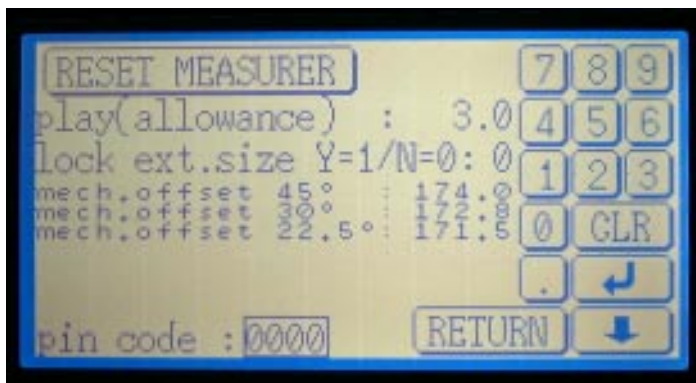 RESET MEASURER
play(allowance) : 3.0
lock ext.size Y=1/N=0: 0
mech.offset 45° : 174.0
mech.offset 30° : 172.8
mech.offset 22.5°: 171.5
pin code :0000
RETURN
7 8 9
4 5 6
1 2 3
0 CLR
.